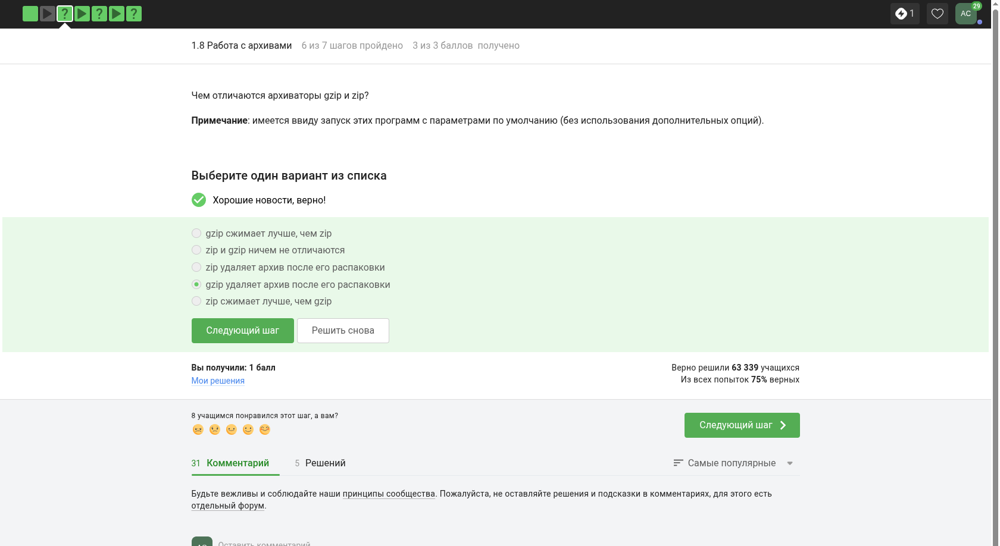 ? ? ?
1
AC
29
1.8 Работа с архивами 6 из 7 шагов пройдено 3 из 3 баллов получено
Чем отличаются архиваторы gzip и zip?
Примечание: имеется ввиду запуск этих программ с параметрами по умолчанию (без использования дополнительных опций).
Выберите один вариант из списка
Хорошие новости, верно!
gzip сжимает лучше, чем zip
zip и gzip ничем не отличаются
zip удаляет архив после его распаковки
gzip удаляет архив после его распаковки
zip сжимает лучше, чем gzip
Следующий шаг Решить снова
Вы получили: 1 балл
Мои решения
Верно решили 63 339 учащихся
Из всех попыток 75% верных
8 учащимся понравился этот шаг, а вам?
Следующий шаг
31 Комментарий 5 Решений Самые популярные
Будьте вежливы и соблюдайте наши принципы сообщества. Пожалуйста, не оставляйте решения и подсказки в комментариях, для этого есть
отдельный форум.
AC Оставить комментарий